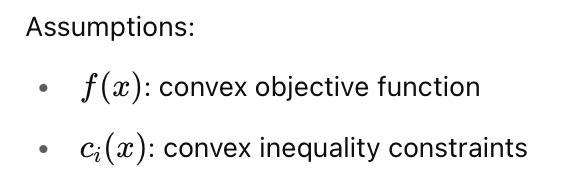 Assumptions:
• f(x): convex objective function
• cᵢ(x): convex inequality constraints